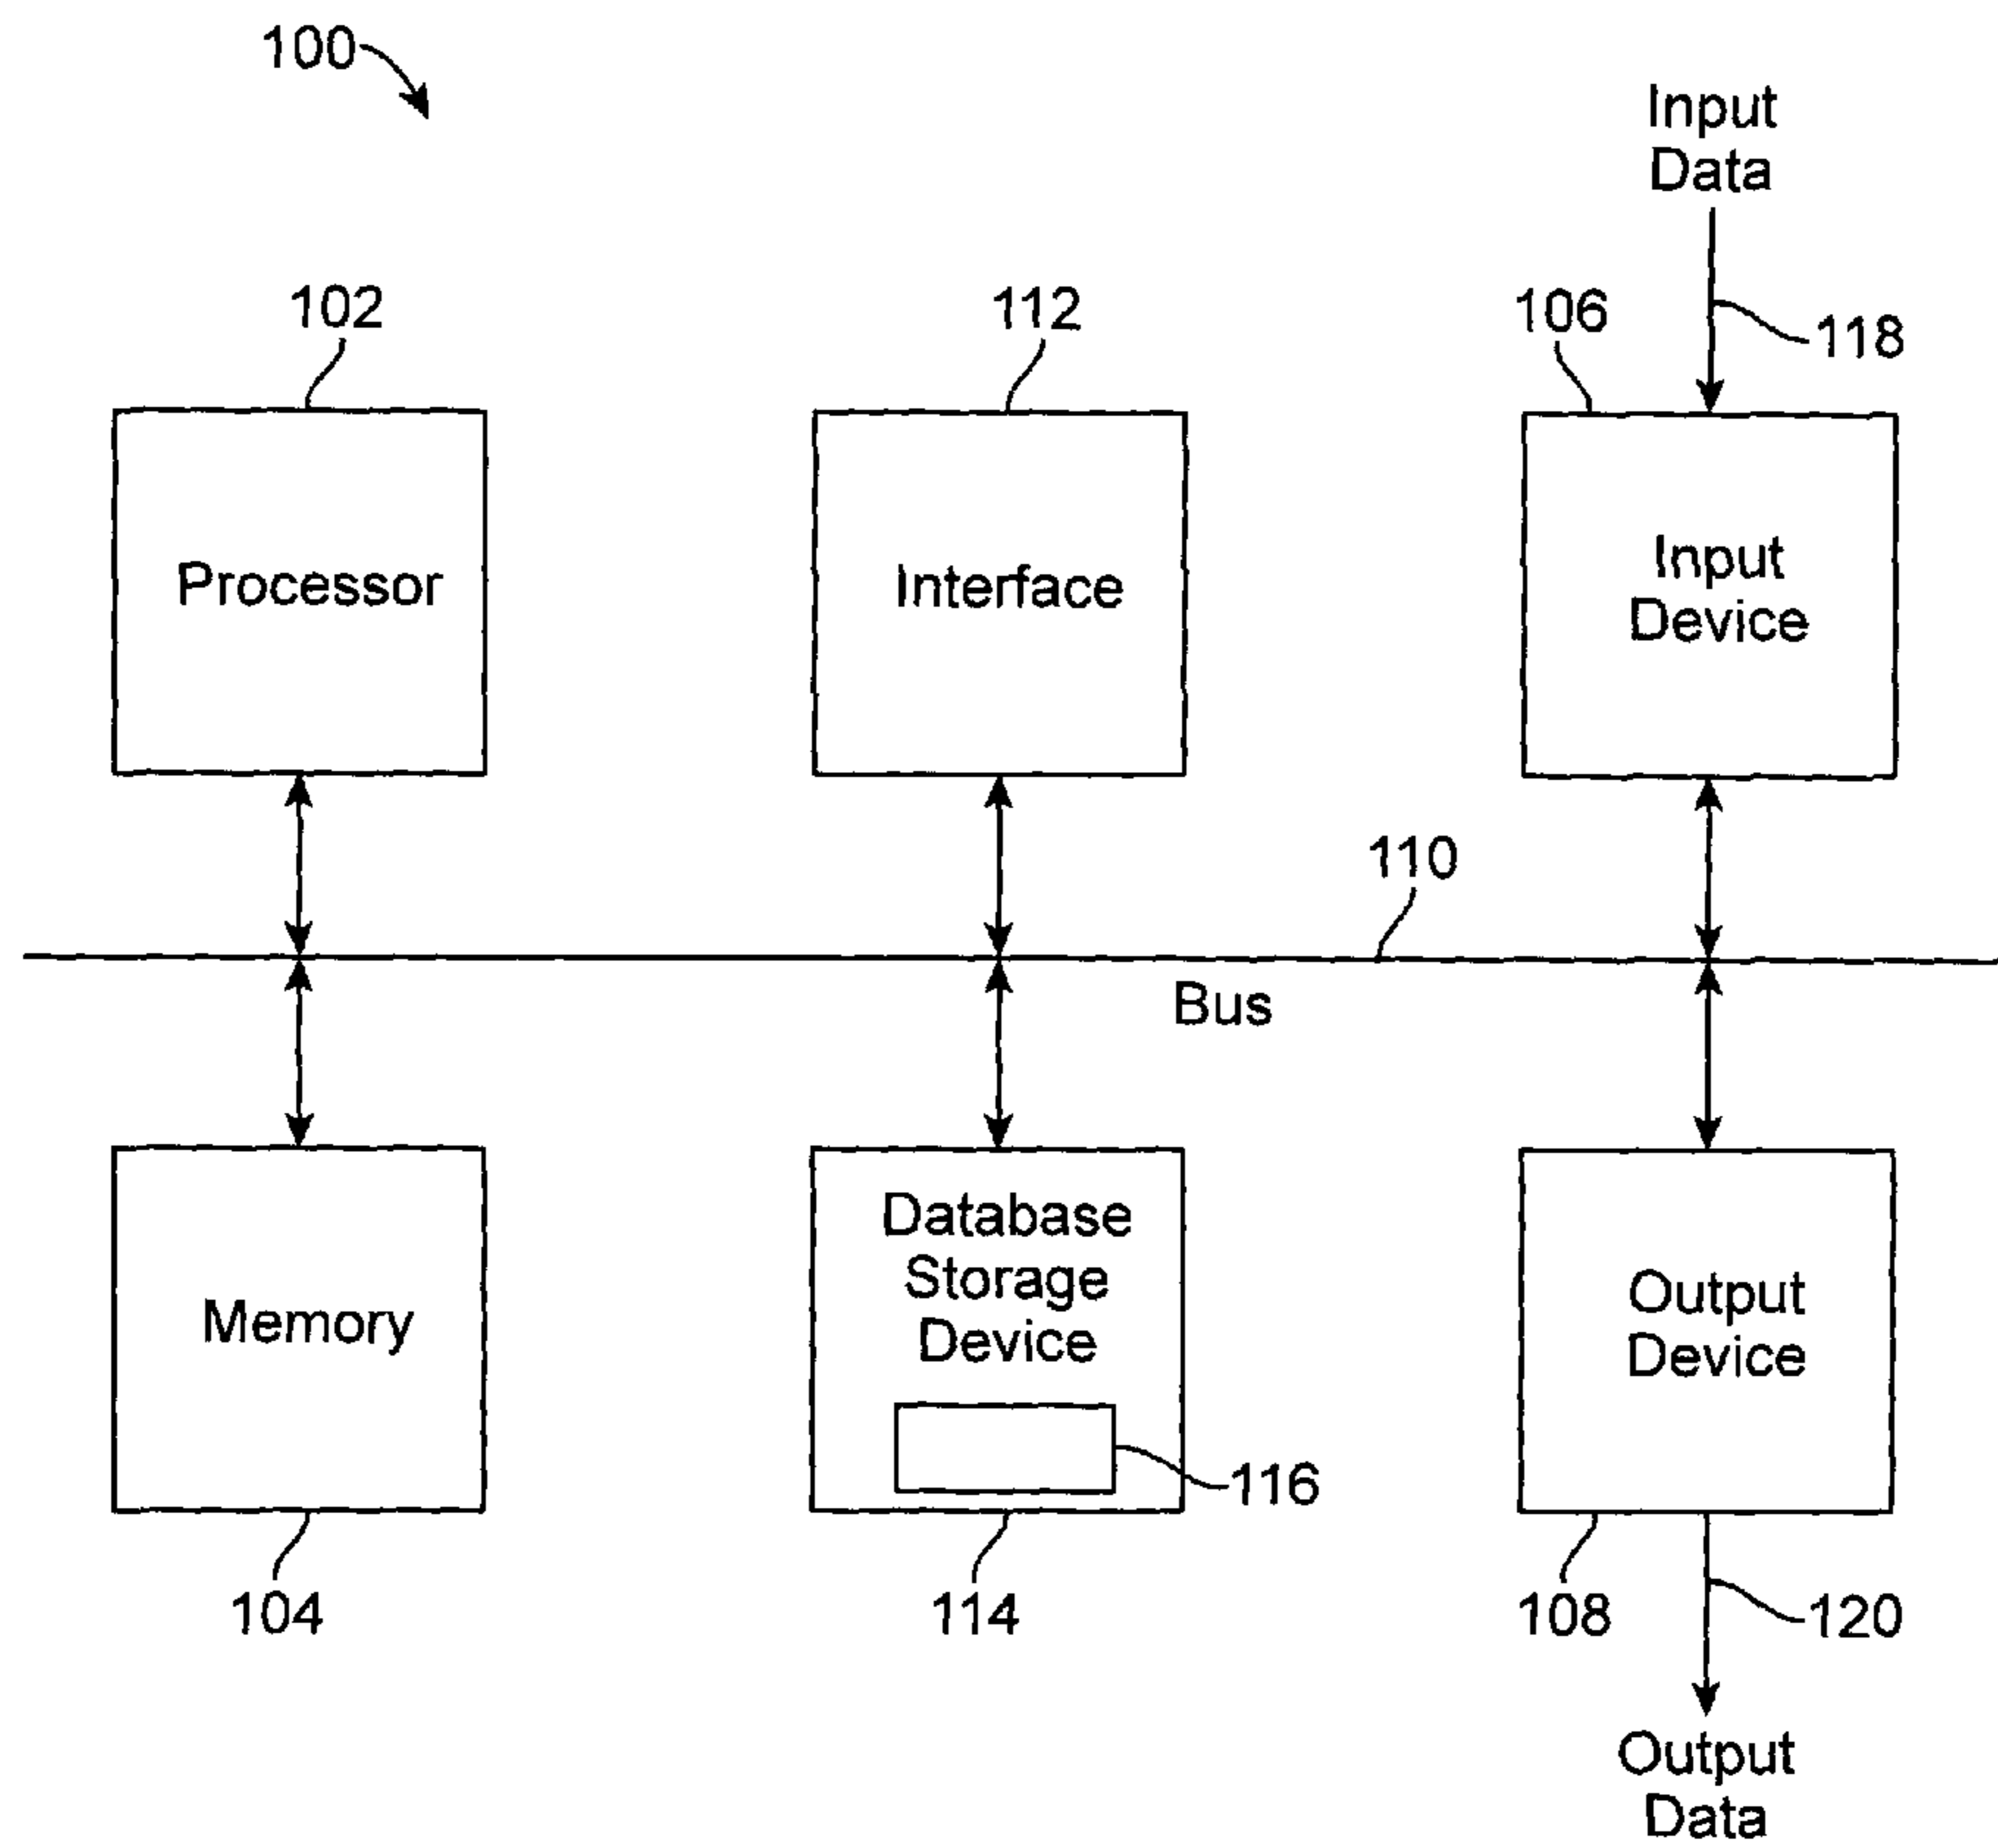 100
Input
Data
102
112
106
118
Processor
Interface
Input
Device
110
Bus
Memory
Database
Storage
Device
Output
Device
116
104
114
108
120
Output
Data